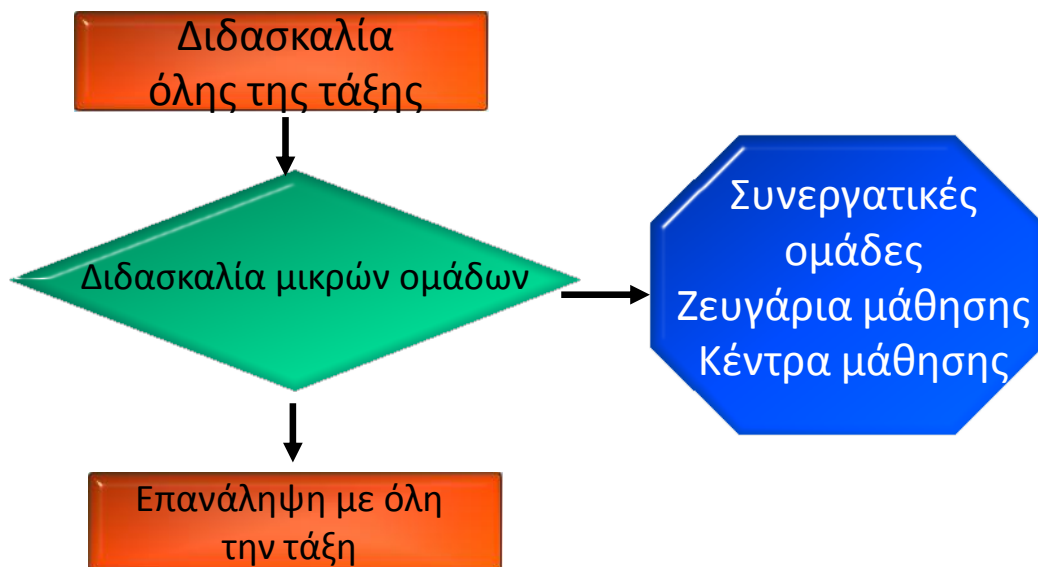 Διδασκαλία
όλης της τάξης
Διδασκαλία μικρών ομάδων
Συνεργατικές
ομάδες
Ζευγάρια μάθησης
Κέντρα μάθησης
Επανάληψη με όλη
την τάξη